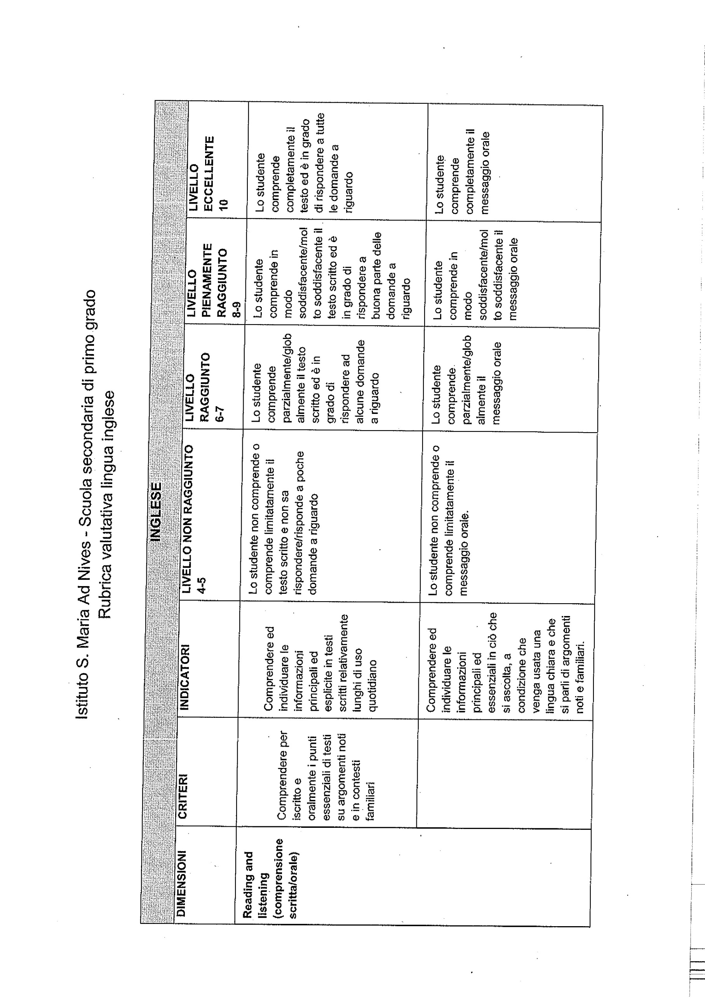 Istituto S. Maria Ad Nives - Scuola secondaria di primo grado
Rubrica valutativa lingua inglese
INGLESE
DIMENSIONI
CRITERI
INDICATORI
LIVELLO NON RAGGIUNTO
4-5
LIVELLO
RAGGIUNTO
6-7
LIVELLO
PIENAMENTE
RAGGIUNTO
8-9
LIVELLO
ECCELLENTE
10
Reading and
listening
(comprensione
scritta/orale)
Comprendere per
iscritto e
oralmente i punti
essenziali di testi
su argomenti noti
e in contesti
familiari
Comprendere ed
individuare le
informazioni
principali ed
esplicite in testi
scritti relativamente
lunghi di uso
quotidiano
Lo studente non comprende o
comprende limitatamente il
testo scritto e non sa
rispondere/risponde a poche
domande a riguardo
Lo studente
comprende
parzialmente/glob
almente il testo
scritto ed è in
grado di
rispondere ad
alcune domande
a riguardo
Lo studente
comprende in
modo
soddisfacente/mol
to soddisfacente il
testo scritto ed è
in grado di
rispondere a
buona parte delle
domande a
riguardo
Lo studente
comprende
completamente il
testo ed è in grado
di rispondere a tutte
le domande a
riguardo
Comprendere ed
individuare le
informazioni
principali ed
essenziali in ciò che
si ascolta, a
condizione che
venga usata una
lingua chiara e che
si parli di argomenti
noti e familiari.
Lo studente non comprende o
comprende limitatamente il
messaggio orale.
Lo studente
comprende
parzialmente/glob
almente il
messaggio orale
Lo studente
comprende in
modo
soddisfacente/mol
to soddisfacente il
messaggio orale
Lo studente
comprende
completamente il
messaggio orale